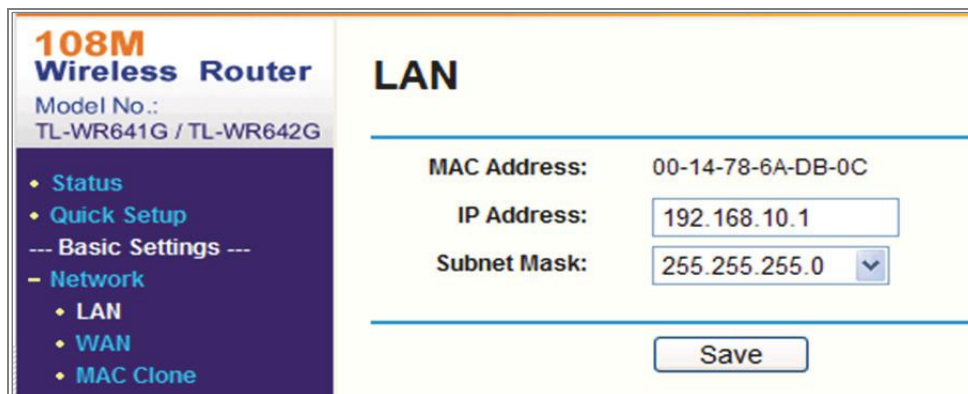 108M
Wireless Router
Model No.:
TL-WR641G / TL-WR642G
• Status
• Quick Setup
--- Basic Settings ---
– Network
• LAN
• WAN
• MAC Clone
LAN
MAC Address: 00-14-78-6A-DB-0C
IP Address: 192.168.10.1
Subnet Mask: 255.255.255.0
Save